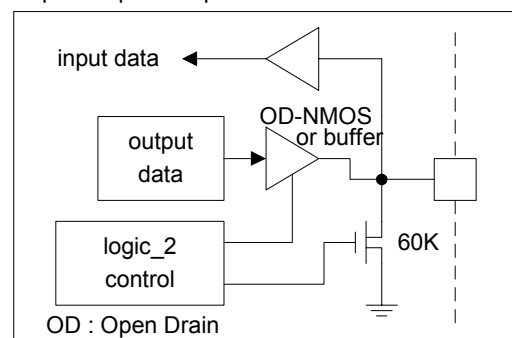 input data
OD-NMOS
or buffer
output
data
logic_2
control
60K
OD : Open Drain